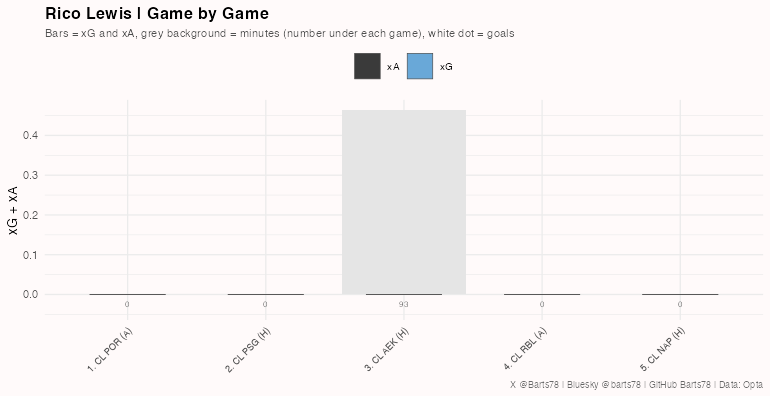 Rico Lewis | Game by Game
Bars = xG and xA, grey background = minutes (number under each game), white dot = goals
xA
xG
xG + xA
0.4
0.3
0.2
0.1
0.0
0
0
93
0
0
1. CL POR (A)
2. CL PSG (H)
3. CL AEK (H)
4. CL RBL (A)
5. CL NAP (H)
X @Barts78 | Bluesky @barts78 | GitHub Barts78 | Data: Opta